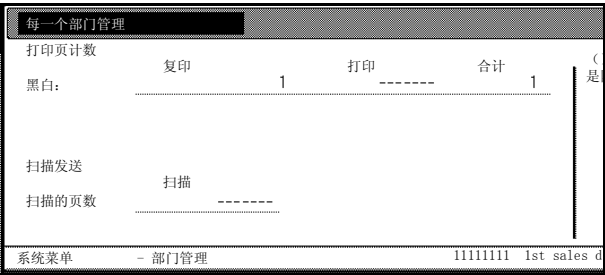 每一个部门管理
打印页计数
复印 打印 合计
黑白: 1 ------- 1
(
是
扫描发送
扫描
扫描的页数 -------
系统菜单 - 部门管理 11111111 1st sales d